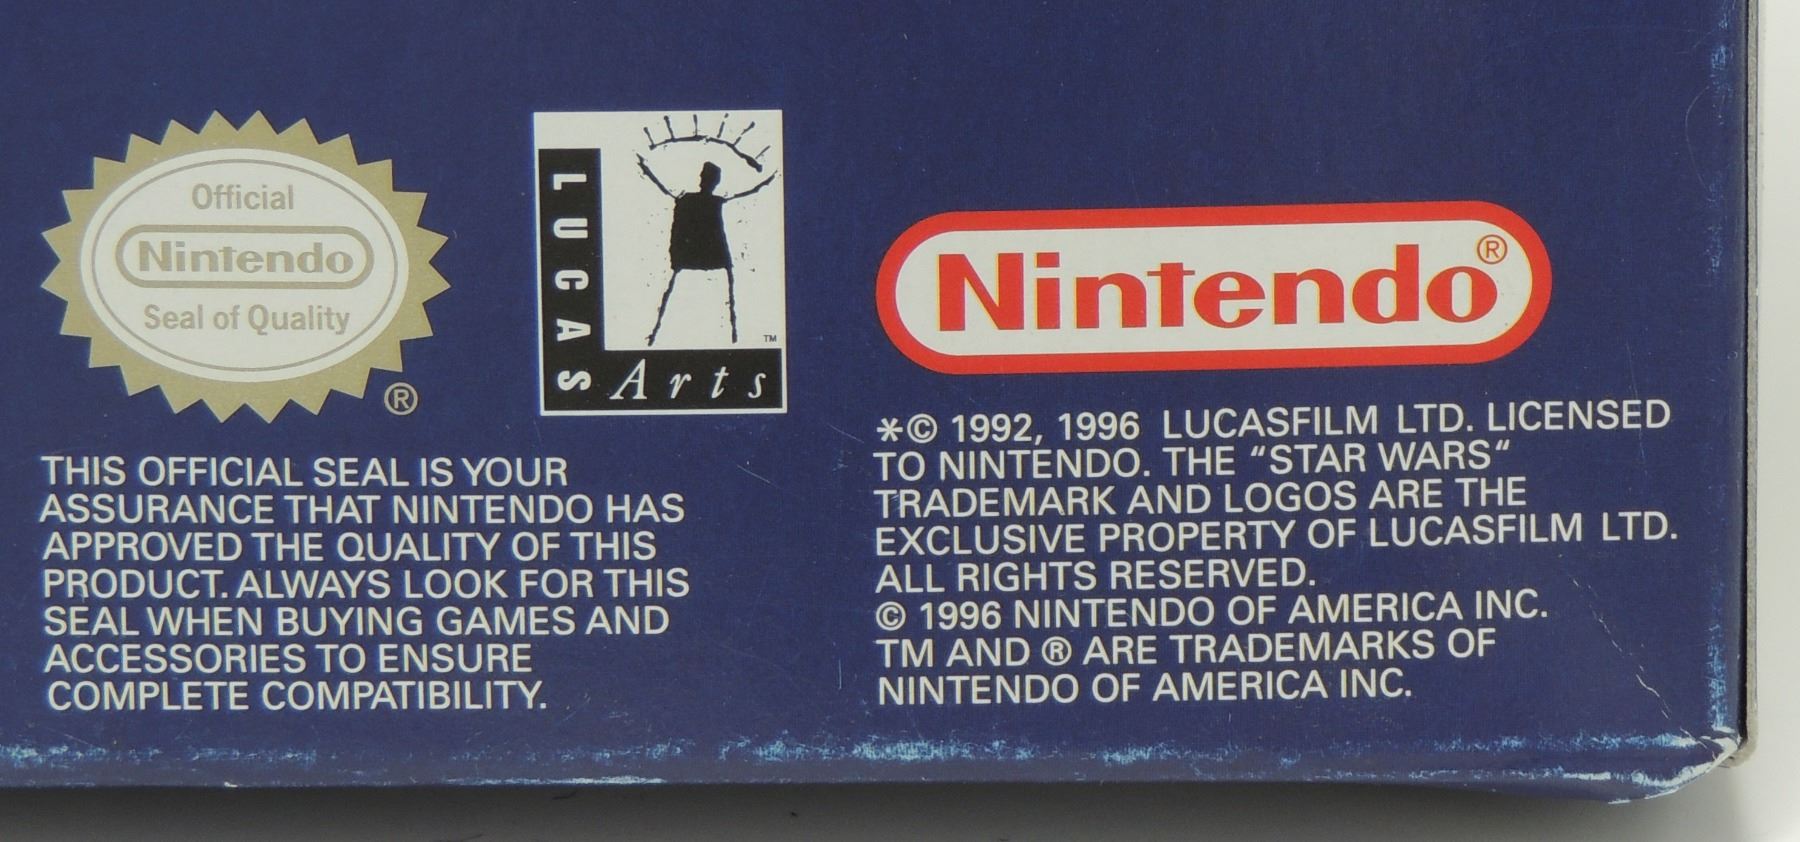 Official
Nintendo
Seal of Quality
®
THIS OFFICIAL SEAL IS YOUR
ASSURANCE THAT NINTENDO HAS
APPROVED THE QUALITY OF THIS
PRODUCT. ALWAYS LOOK FOR THIS
SEAL WHEN BUYING GAMES AND
ACCESSORIES TO ENSURE
COMPLETE COMPATIBILITY.
LUCAS
Arts
™
Nintendo®
*© 1992, 1996 LUCASFILM LTD. LICENSED
TO NINTENDO. THE “STAR WARS“
TRADEMARK AND LOGOS ARE THE
EXCLUSIVE PROPERTY OF LUCASFILM LTD.
ALL RIGHTS RESERVED.
© 1996 NINTENDO OF AMERICA INC.
TM AND ® ARE TRADEMARKS OF
NINTENDO OF AMERICA INC.